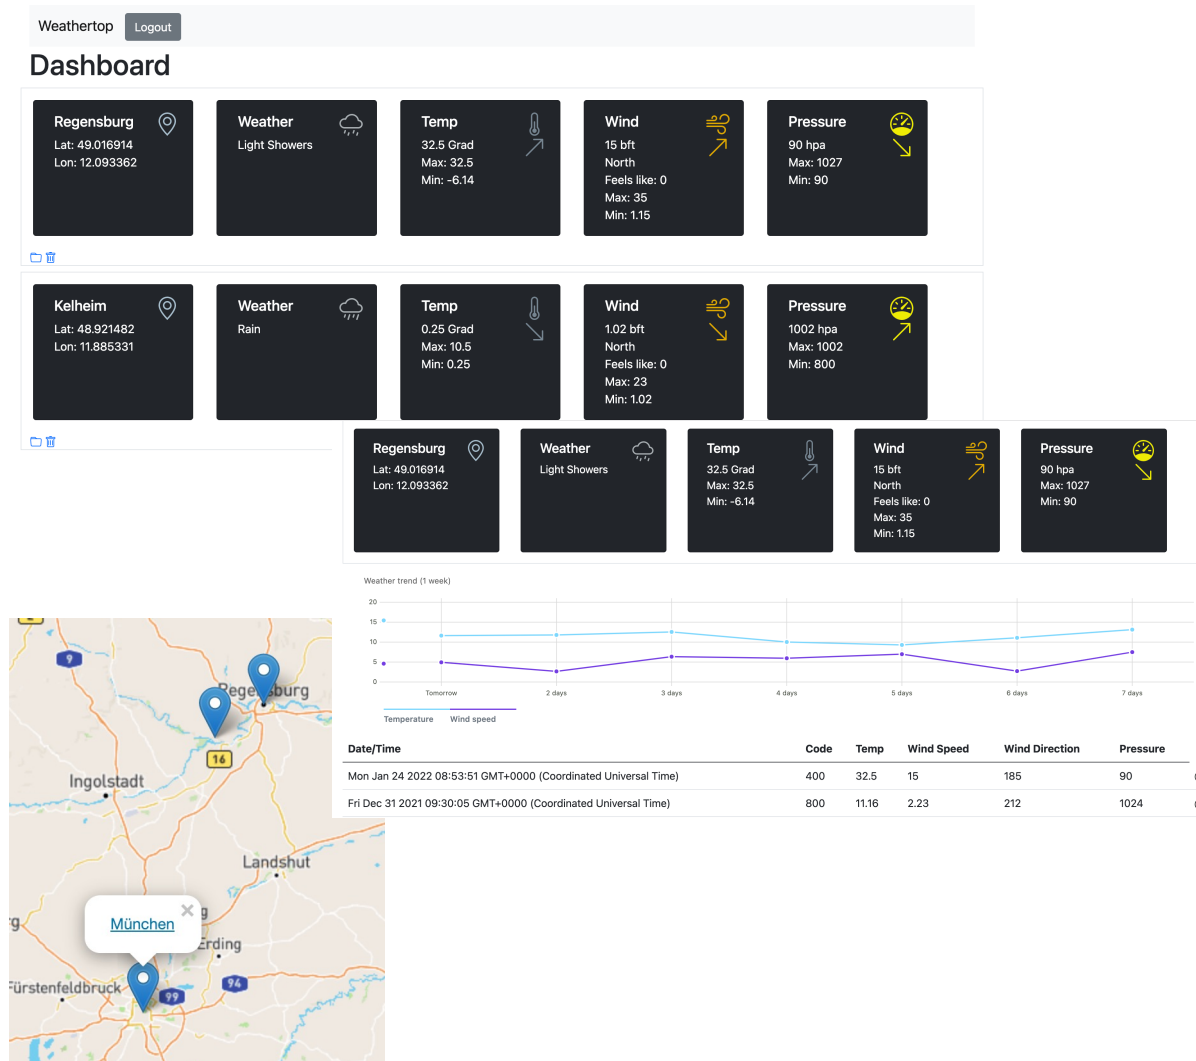 Weathertop Logout
Dashboard
Regensburg
Lat: 49.016914
Lon: 12.093362
Weather
Light Showers
Temp
32.5 Grad
Max: 32.5
Min: -6.14
Wind
15 bft
North
Feels like: 0
Max: 35
Min: 1.15
Pressure
90 hpa
Max: 1027
Min: 90
Kelheim
Lat: 48.921482
Lon: 11.885331
Weather
Rain
Temp
0.25 Grad
Max: 10.5
Min: 0.25
Wind
1.02 bft
North
Feels like: 0
Max: 23
Min: 1.02
Pressure
1002 hpa
Max: 1002
Min: 800
Regensburg
Lat: 49.016914
Lon: 12.093362
Weather
Light Showers
Temp
32.5 Grad
Max: 32.5
Min: -6.14
Wind
15 bft
North
Feels like: 0
Max: 35
Min: 1.15
Pressure
90 hpa
Max: 1027
Min: 90
Weather trend (1 week)
20
15
10
5
0
Tomorrow 2 days 3 days 4 days 5 days 6 days 7 days
Temperature Wind speed
Date/Time Code Temp Wind Speed Wind Direction Pressure
Mon Jan 24 2022 08:53:51 GMT+0000 (Coordinated Universal Time) 400 32.5 15 185 90
Fri Dec 31 2021 09:30:05 GMT+0000 (Coordinated Universal Time) 800 11.16 2.23 212 1024
9
Regensburg
16
Ingolstadt
Landshut
München
×
Erding
Fürstenfeldbruck
99
94